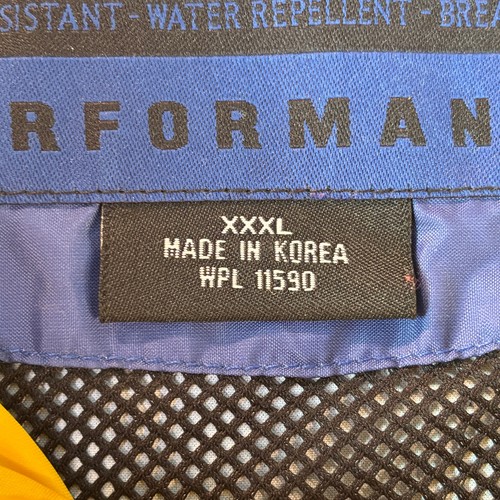 SISTANT - WATER REPELLENT - BREA
RFORMAN
XXXL
MADE IN KOREA
WPL 11590